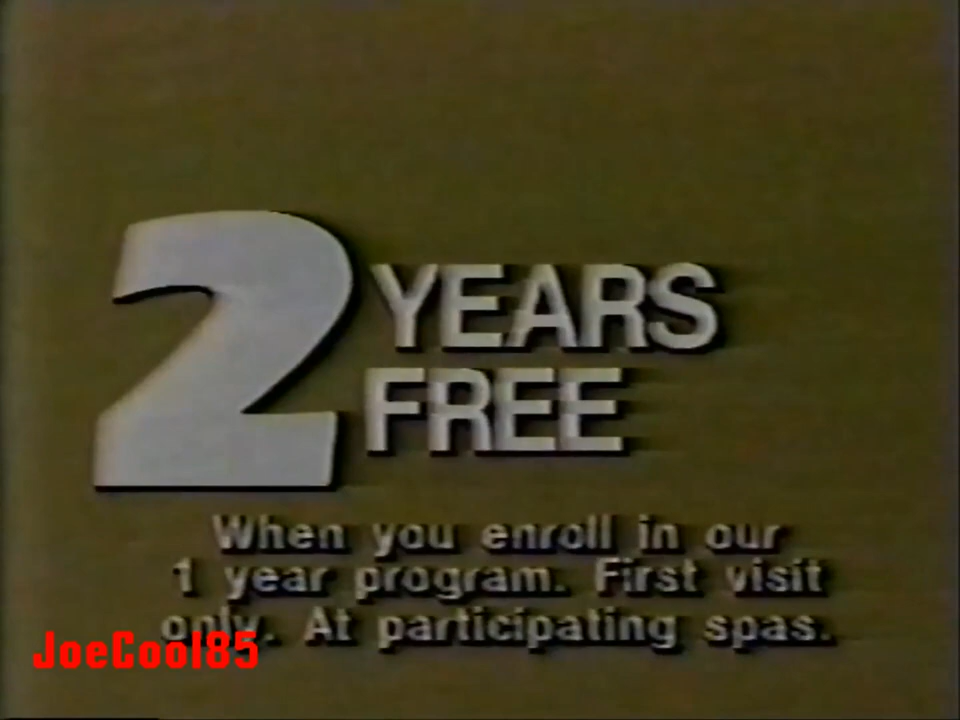 2 YEARS
FREE
When you enroll in our
1 year program. First visit
only. At participating spas.
JoeCool85